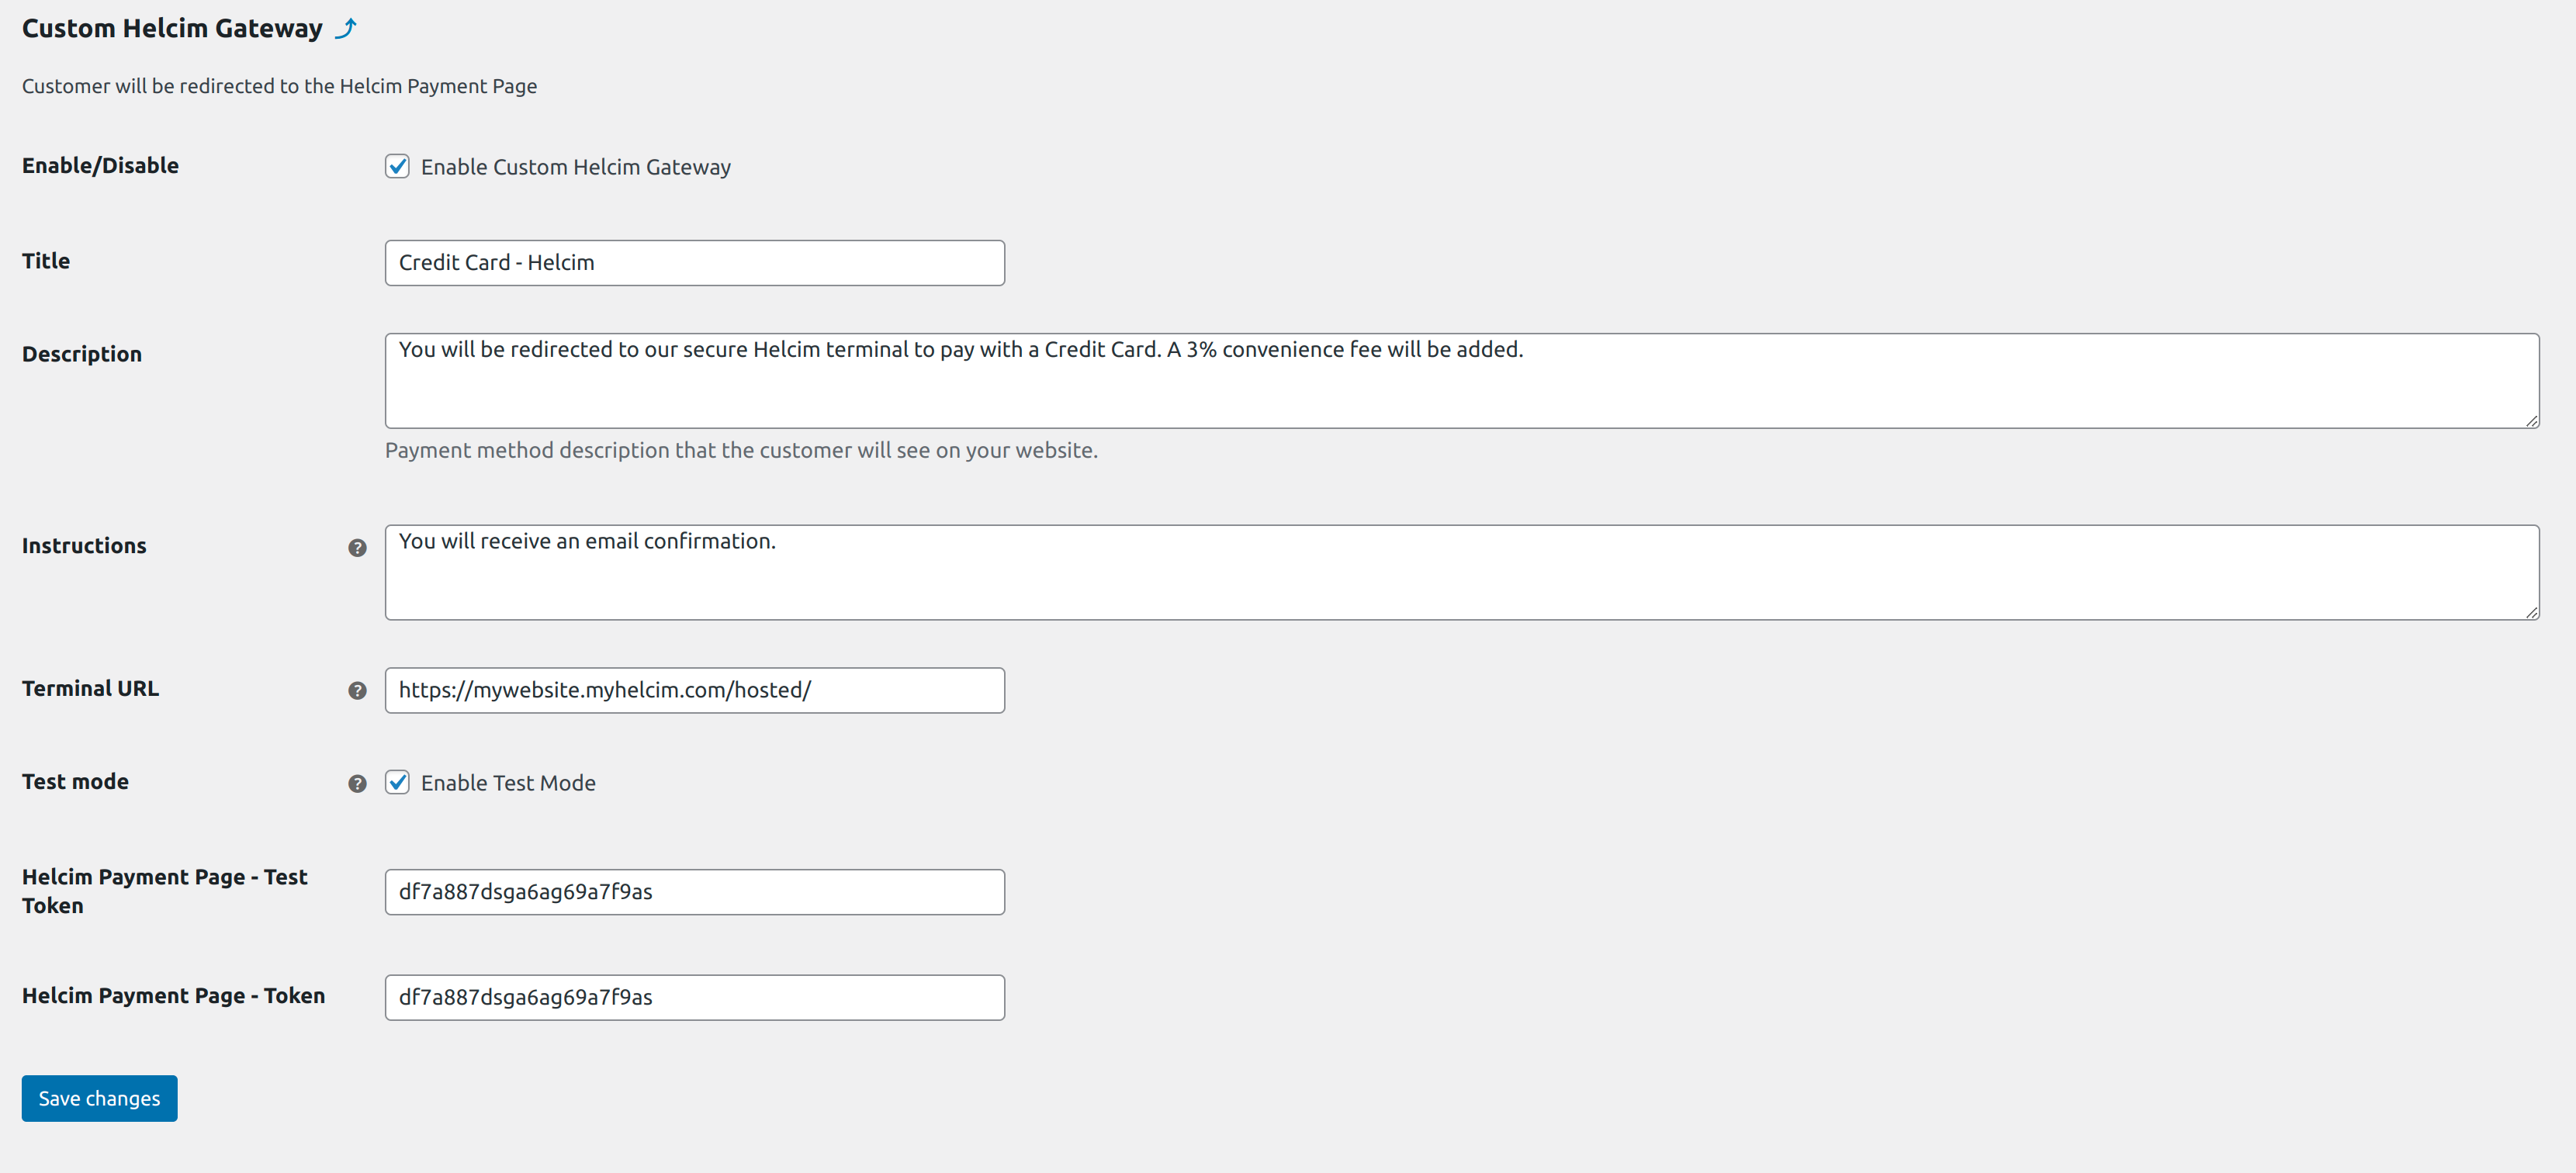 Custom Helcim Gateway
Customer will be redirected to the Helcim Payment Page
Enable/Disable
Enable Custom Helcim Gateway
Title
Credit Card - Helcim
Description
You will be redirected to our secure Helcim terminal to pay with a Credit Card. A 3% convenience fee will be added.
Payment method description that the customer will see on your website.
Instructions
?
You will receive an email confirmation.
Terminal URL
?
https://mywebsite.myhelcim.com/hosted/
Test mode
?
Enable Test Mode
Helcim Payment Page - Test
Token
df7a887dsga6ag69a7f9as
Helcim Payment Page - Token
df7a887dsga6ag69a7f9as
Save changes